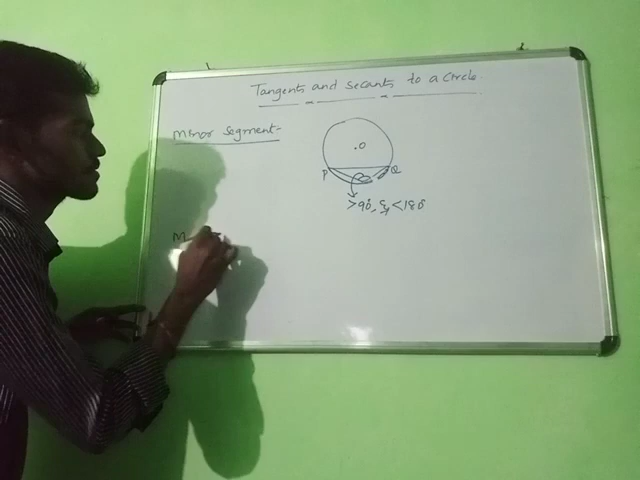 Tangents and secants to a circle.
Minor segment:-
.O
P Q
>90, & <180
M